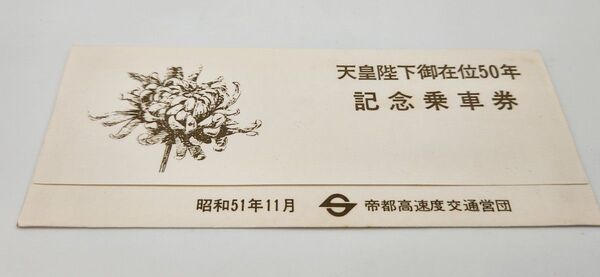 天皇陛下御在位50年
記念乗車券
昭和51年11月 帝都高速度交通営団